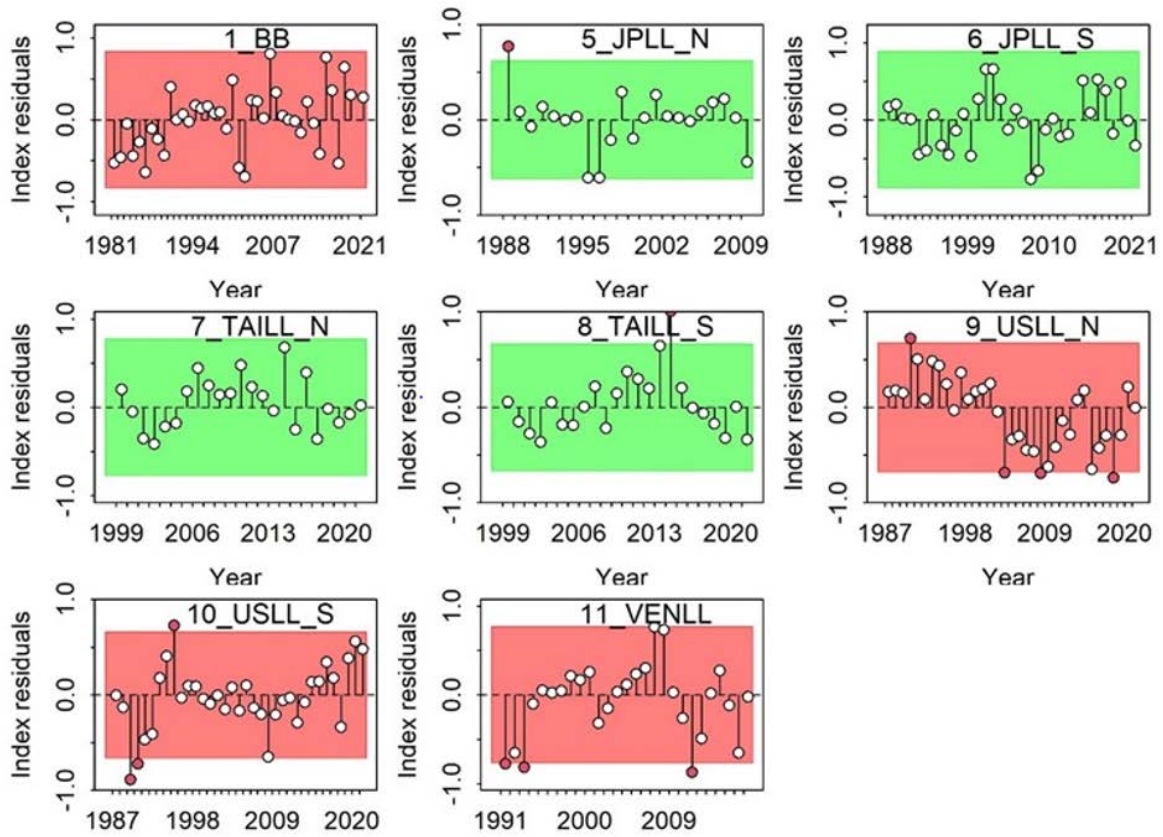 1_BB
Index residuals
1.0
0.0
-1.0
1981 1994 2007 2021
Year
5_JPLL_N
Index residuals
1.0
0.0
-1.0
1988 1995 2002 2009
Year
6_JPLL_S
Index residuals
1.0
0.0
-1.0
1988 1999 2010 2021
Year
7_TAILL_N
Index residuals
1.0
0.0
-1.0
1999 2006 2013 2020
Year
8_TAILL_S
Index residuals
1.0
0.0
-1.0
1999 2006 2013 2020
Year
9_USLL_N
Index residuals
1.0
0.0
-1.0
1987 1998 2009 2020
Year
10_USLL_S
Index residuals
1.0
0.0
-1.0
1987 1998 2009 2020
11_VENLL
Index residuals
1.0
0.0
-1.0
1991 2000 2009